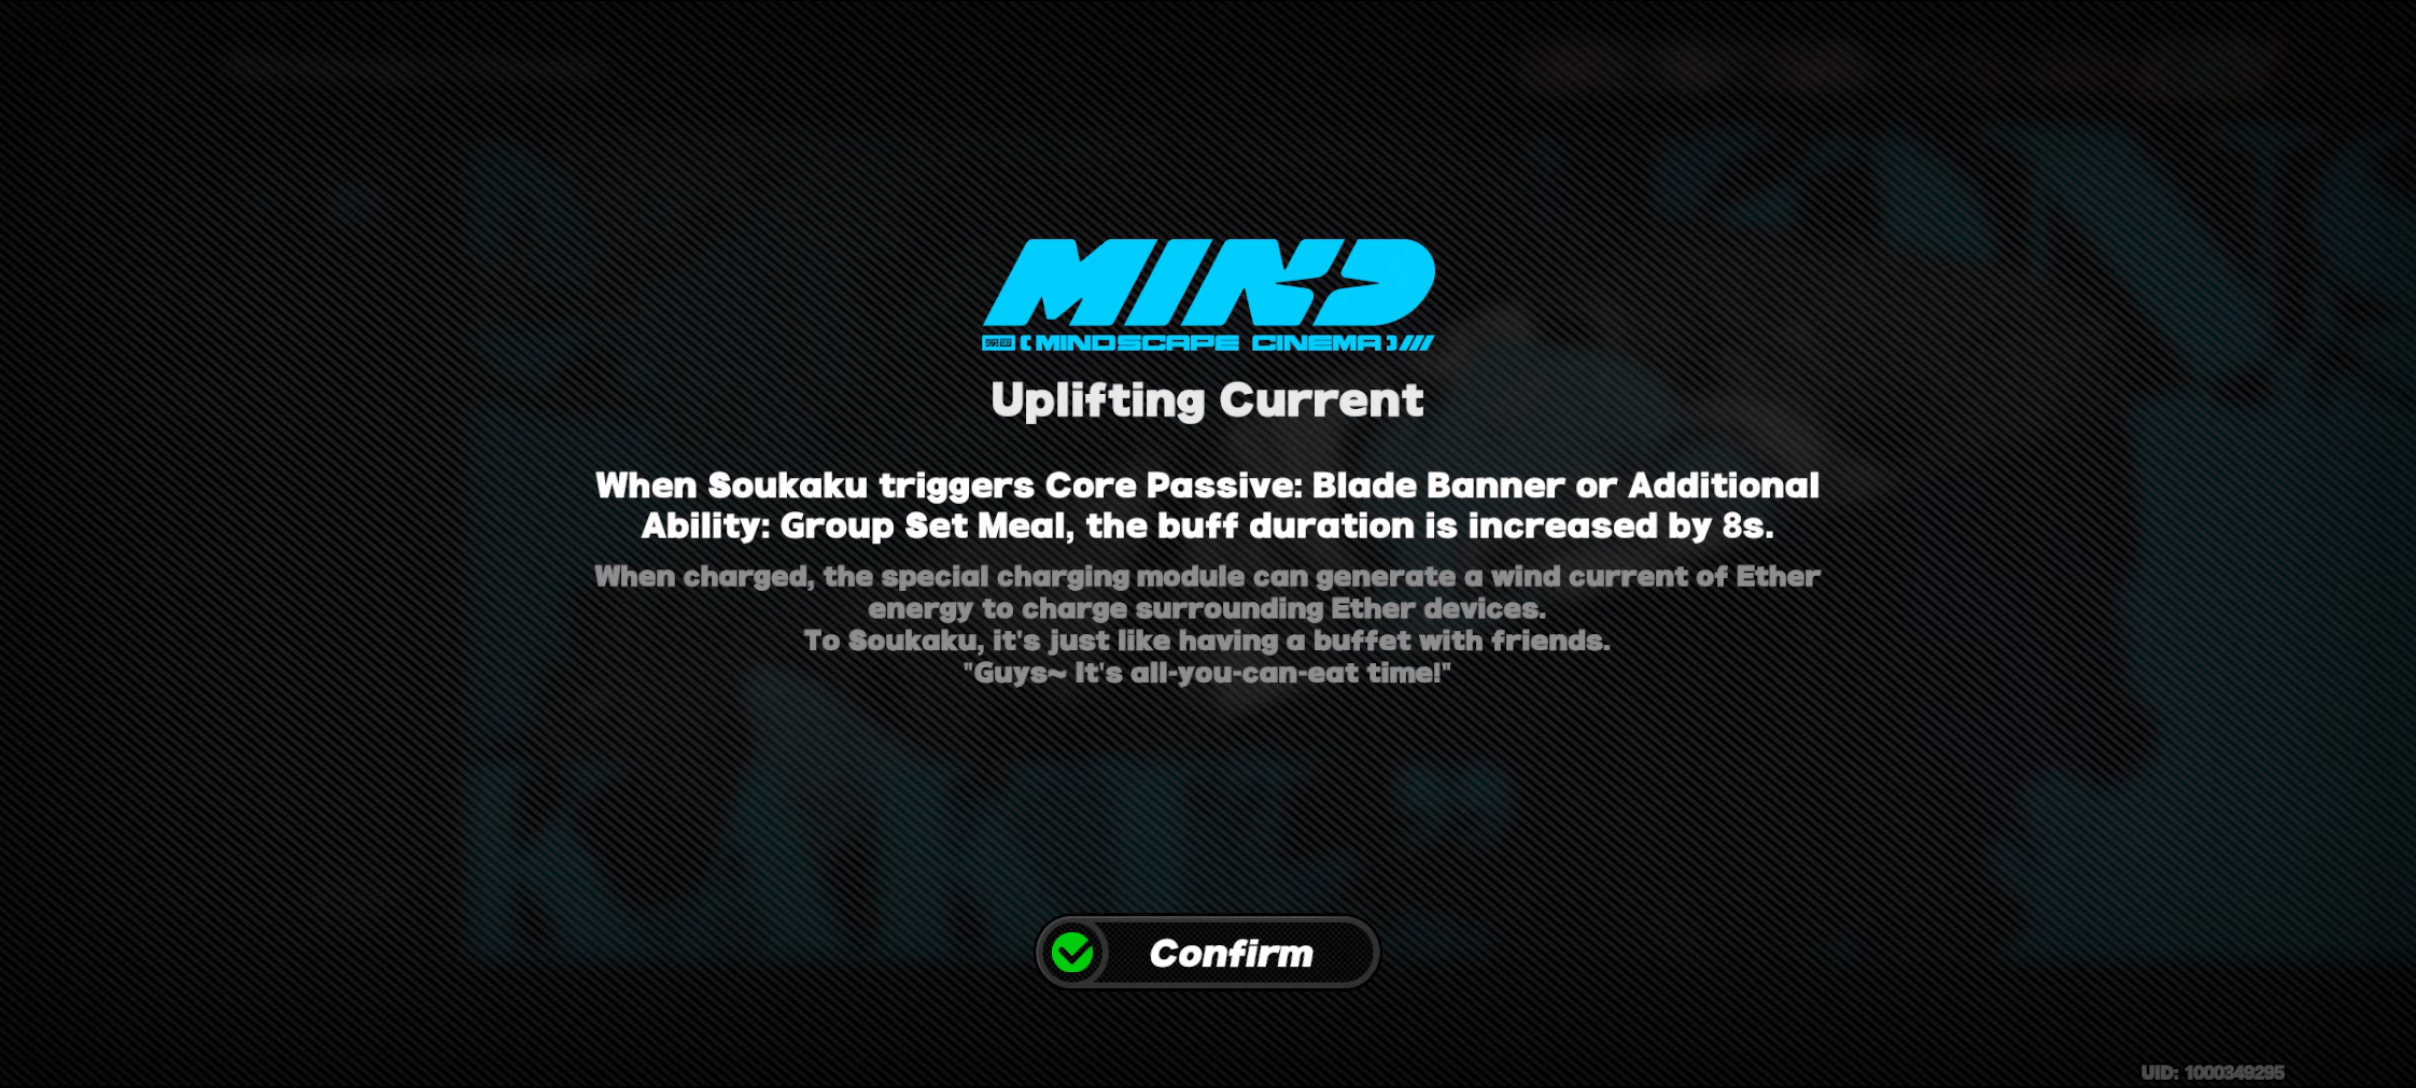 MIND
[ MINDSCAPE CINEMA ]///
Uplifting Current
When Soukaku triggers Core Passive: Blade Banner or Additional
Ability: Group Set Meal, the buff duration is increased by 8s.
When charged, the special charging module can generate a wind current of Ether
energy to charge surrounding Ether devices.
To Soukaku, it's just like having a buffet with friends.
"Guys~ It's all-you-can-eat time!"
Confirm
UID: 1000349295